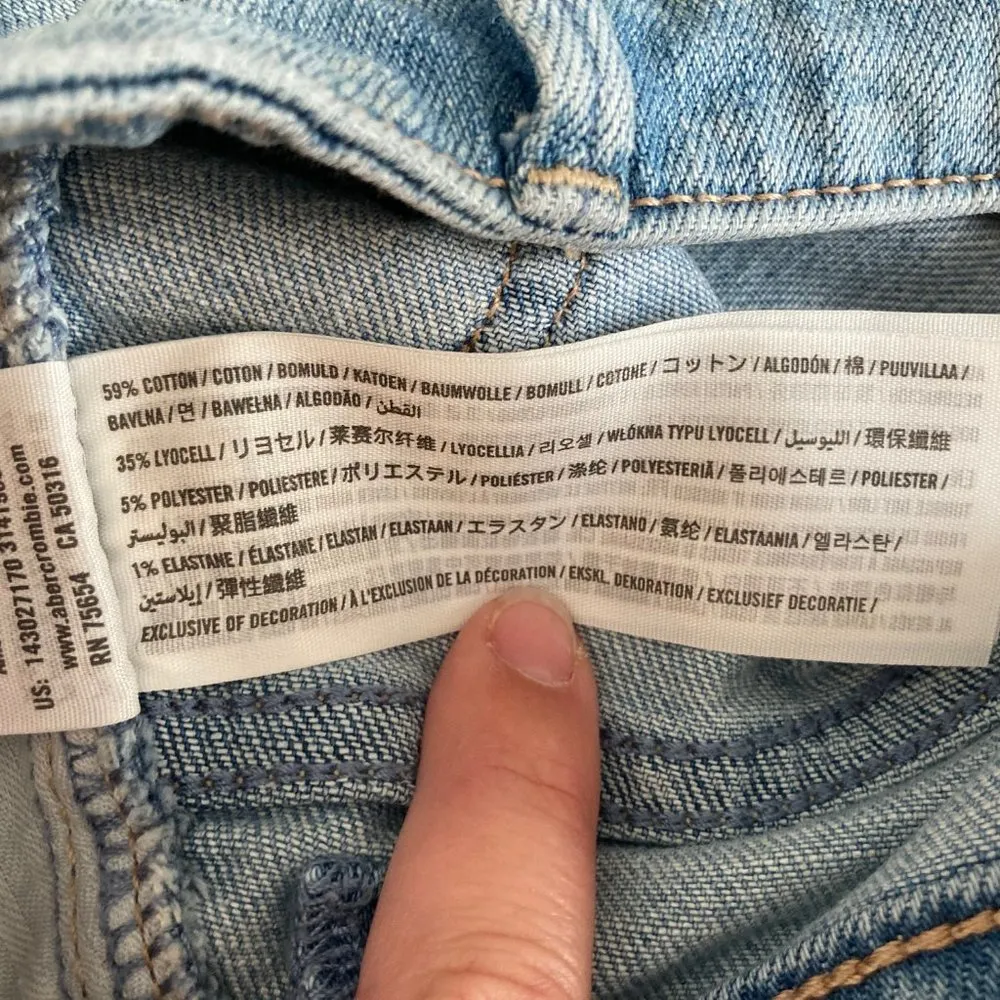 59% COTTON / COTON / BOMULD / KATOEN / BAUMWOLLE / BOMULL / COTONE / コットン / ALGODÓN / 棉 / PUUVILLAA /
BAVLNA / 면 / BAWEŁNA / ALGODÃO / القطن
35% LYOCELL / リヨセル / 莱赛尔纤维 / LYOCELLIA / 리오셀 / WŁÓKNA TYPU LYOCELL / الليوسيل / 環保纖維
5% POLYESTER / POLIESTERE / ポリエステル / POLIÉSTER / 涤纶 / POLYESTERIÄ / 폴리에스테르 / POLIESTER /
البوليستر / 聚脂纖維
1% ELASTANE / ÉLASTANE / ELASTAN / ELASTAAN / エラスタン / ELASTANO / 氨纶 / ELASTAANIA / 엘라스탄 /
إيلاستين / 彈性纖維
EXCLUSIVE OF DECORATION / À L'EXCLUSION DE LA DÉCORATION / EKSKL. DEKORATION / EXCLUSIEF DECORATIE /
US: 143027170
www.abercrombie.com
RN 75654 CA 50316